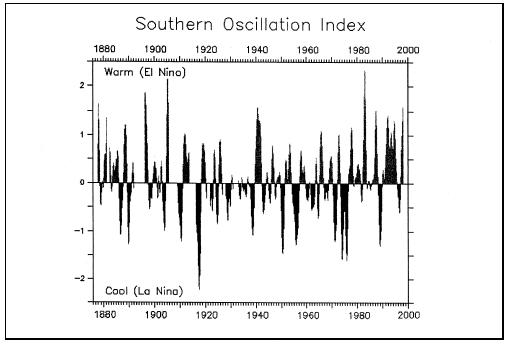 Southern Oscillation Index
1880 1900 1920 1940 1960 1980 2000
Warm (El Nino)
2
1
0
−1
−2
Cool (La Nina)
1880 1900 1920 1940 1960 1980 2000